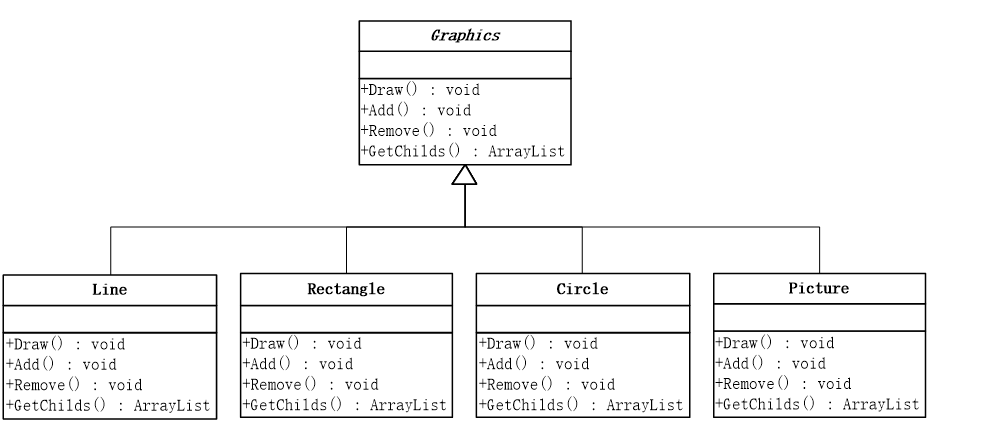 Graphics
+Draw() : void
+Add() : void
+Remove() : void
+GetChilds() : ArrayList
Line
+Draw() : void
+Add() : void
+Remove() : void
+GetChilds() : ArrayList
Rectangle
+Draw() : void
+Add() : void
+Remove() : void
+GetChilds() : ArrayList
Circle
+Draw() : void
+Add() : void
+Remove() : void
+GetChilds() : ArrayList
Picture
+Draw() : void
+Add() : void
+Remove() : void
+GetChilds() : ArrayList